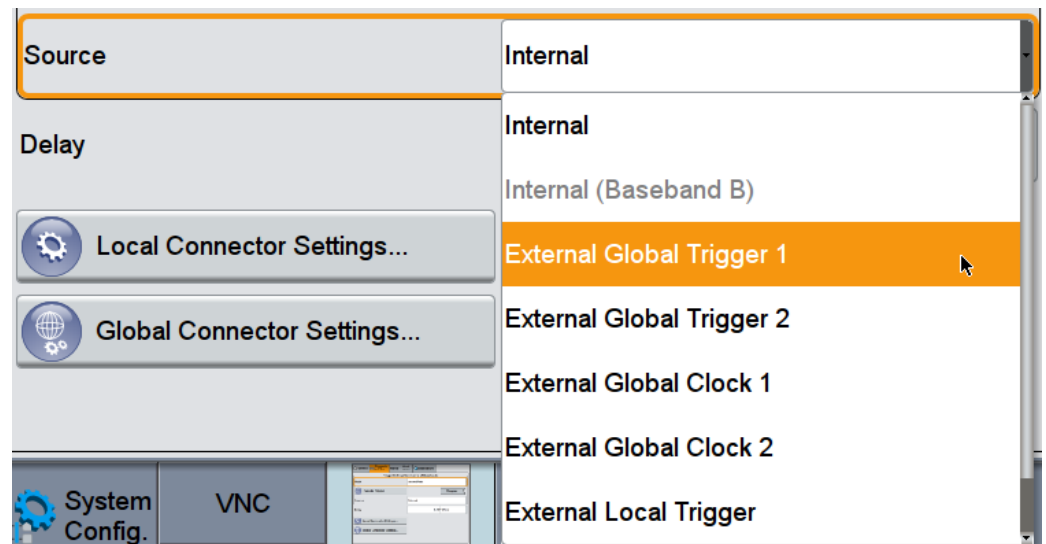 Source
Internal
Internal
Delay
Internal (Baseband B)
Local Connector Settings...
External Global Trigger 1
External Global Trigger 2
Global Connector Settings...
External Global Clock 1
External Global Clock 2
System
Config.
VNC
External Local Trigger